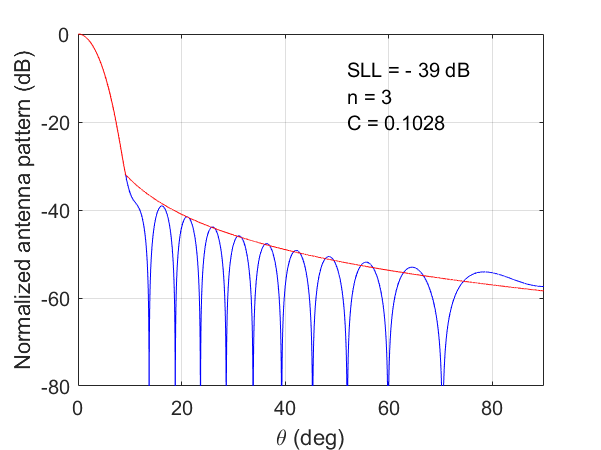 SLL = - 39 dB
n = 3
C = 0.1028
Normalized antenna pattern (dB)
0
-20
-40
-60
-80
0 20 40 60 80
θ (deg)